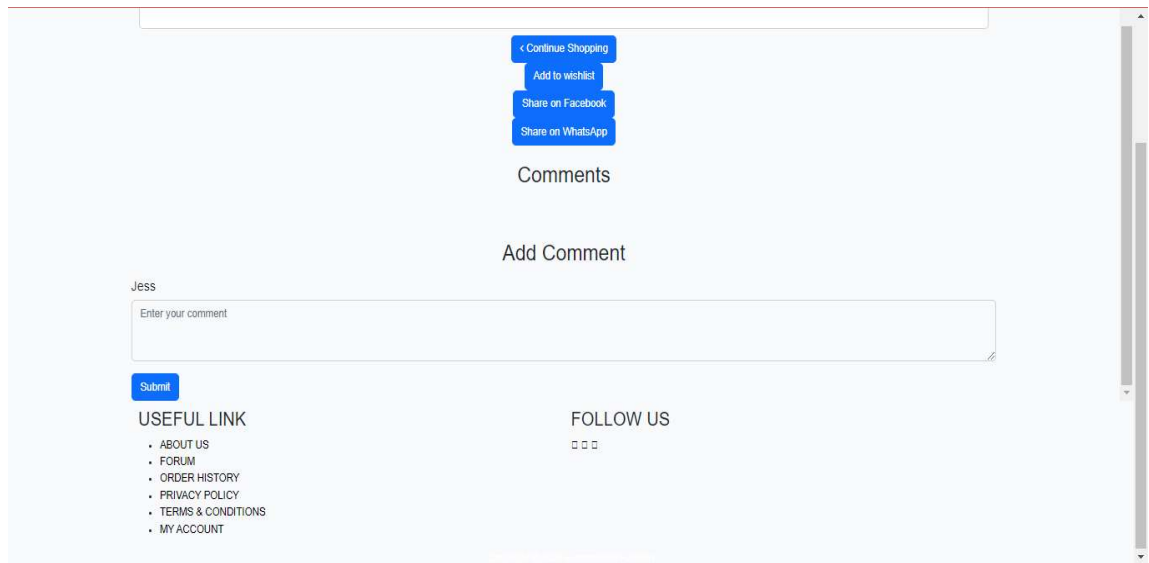 < Continue Shopping
Add to wishlist
Share on Facebook
Share on WhatsApp
Comments
Add Comment
Jess
Enter your comment
Submit
USEFUL LINK
• ABOUT US
• FORUM
• ORDER HISTORY
• PRIVACY POLICY
• TERMS & CONDITIONS
• MY ACCOUNT
FOLLOW US